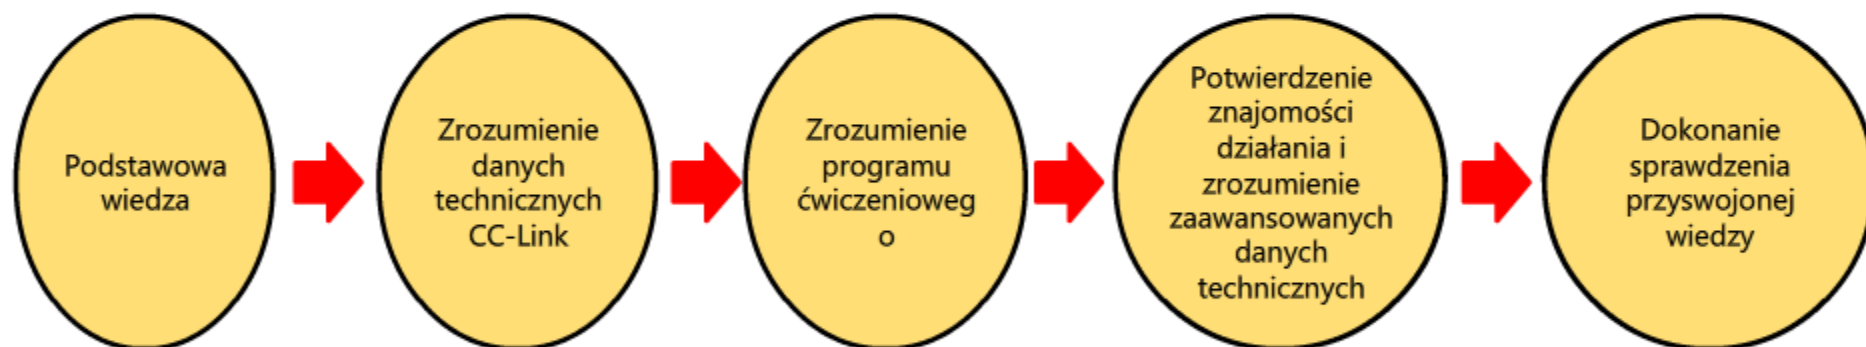 Podstawowa
wiedza
Zrozumienie
danych
technicznych
CC-Link
Zrozumienie
programu
ćwiczenioweg
o
Potwierdzenie
znajomości
działania i
zrozumienie
zaawansowanych
danych
technicznych
Dokonanie
sprawdzenia
przyswojonej
wiedzy